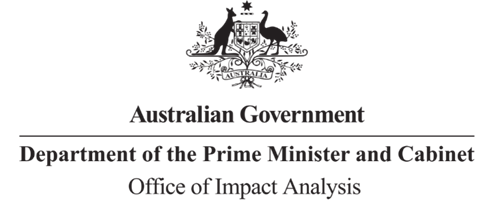 AUSTRALIA
Australian Government
Department of the Prime Minister and Cabinet
Office of Impact Analysis